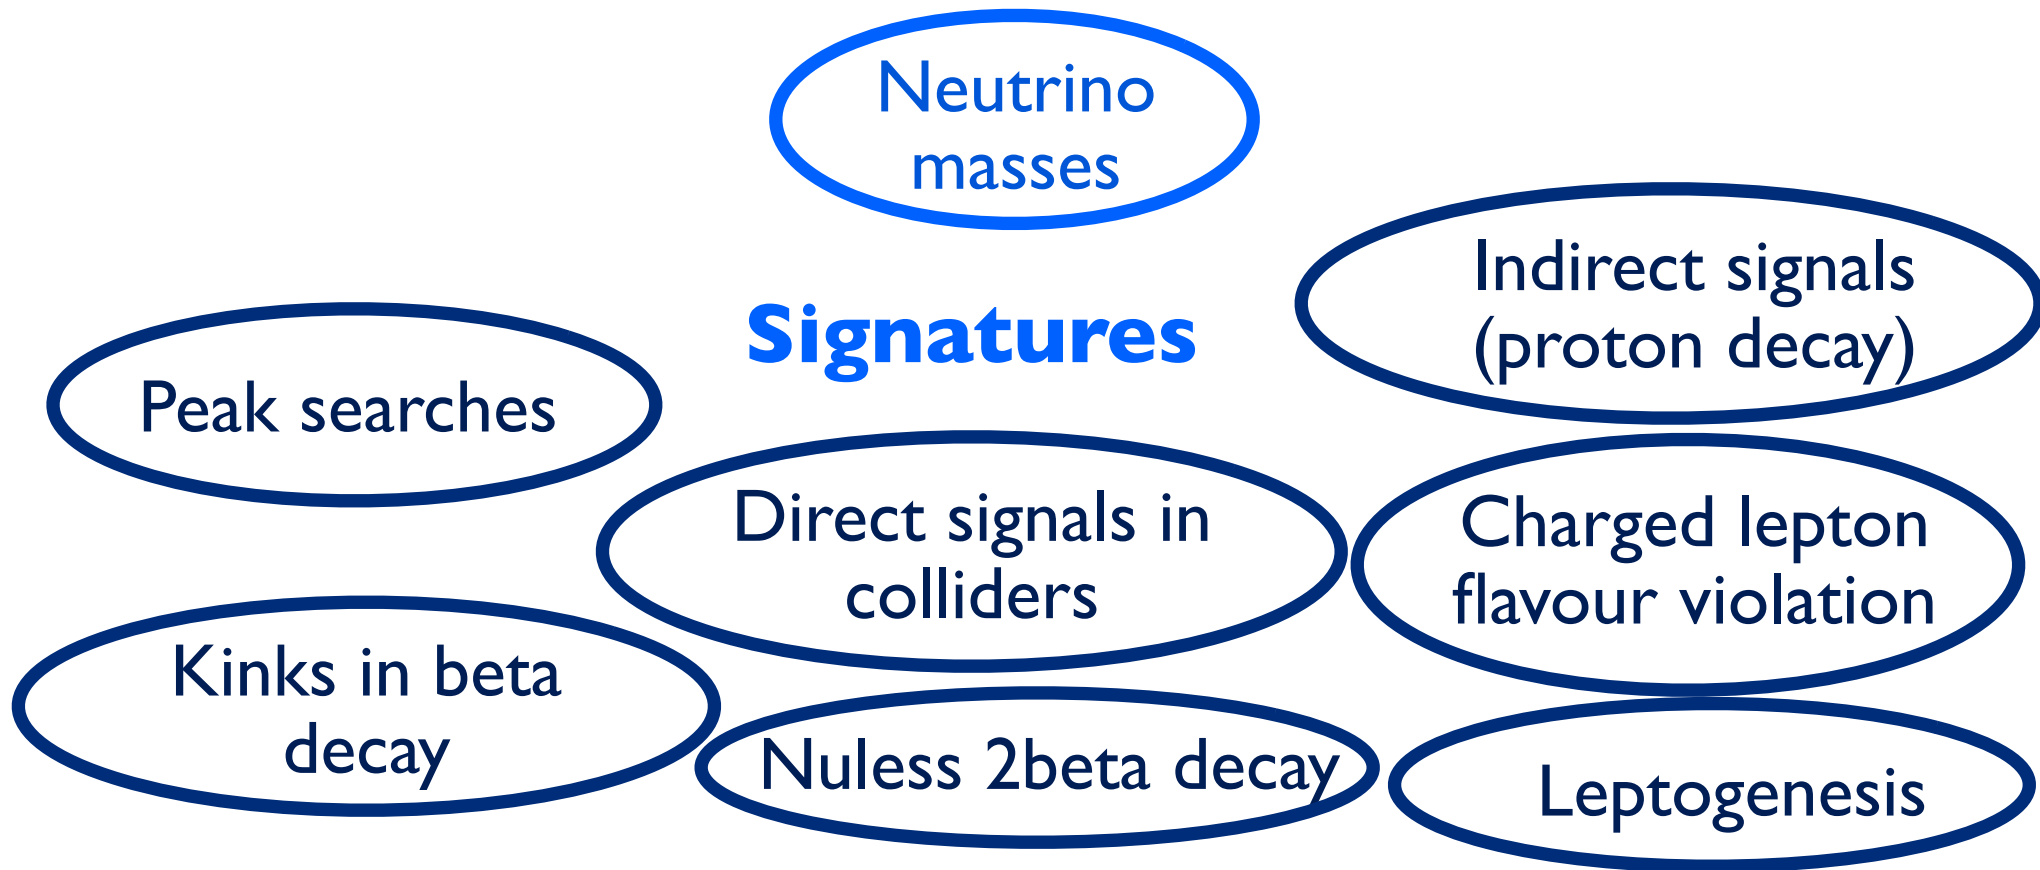 Neutrino
masses
Signatures
Indirect signals
(proton decay)
Peak searches
Direct signals in
colliders
Charged lepton
flavour violation
Kinks in beta
decay
Nuless 2beta decay
Leptogenesis